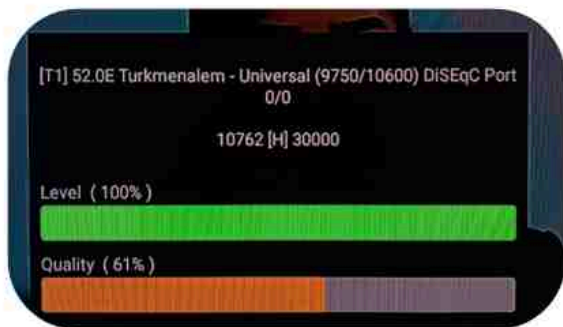 [T1] 52.0E Turkmenalem - Universal (9750/10600) DiSEqC Port
0/0
10762 [H] 30000
Level ( 100% )
Quality ( 61% )